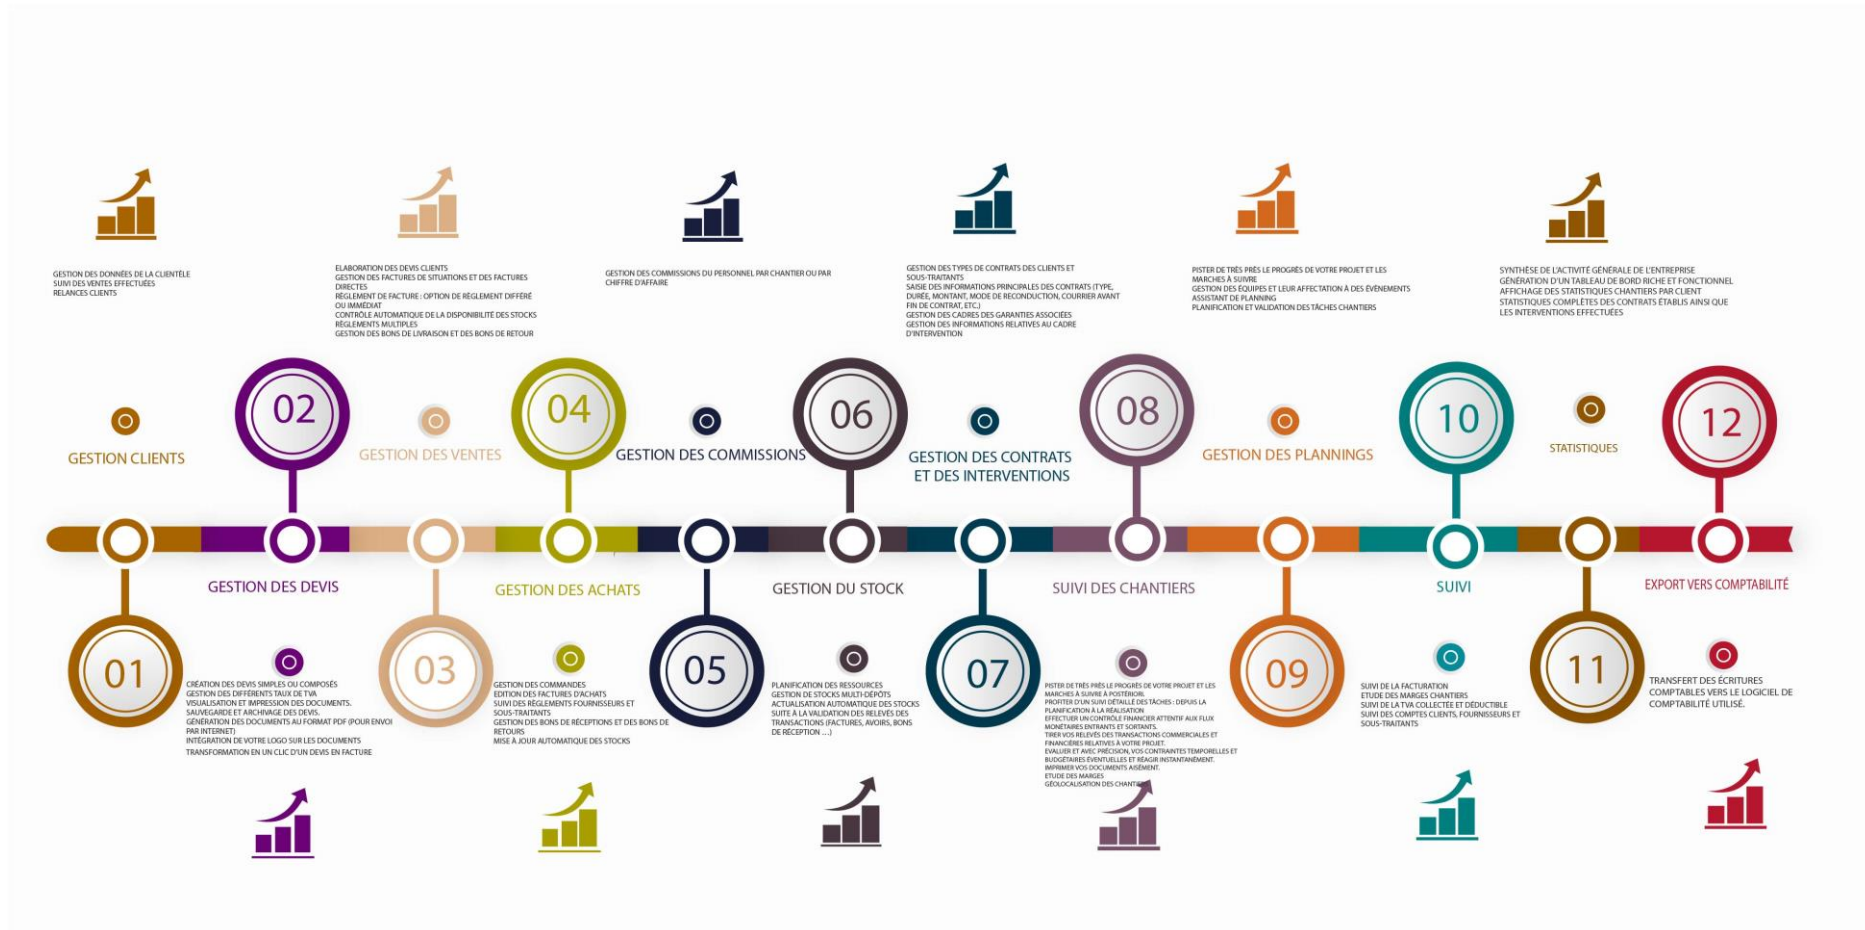 GESTION DES DONNÉES DE LA CLIENTÈLE
SUIVI DES VENTES EFFECTUÉES
RELANCES CLIENTS
GESTION CLIENTS
01
02
GESTION DES DEVIS
CRÉATION DES DEVIS SIMPLES OU COMPOSÉS
GESTION DES DIFFÉRENTS TAUX DE TVA
VISUALISATION ET IMPRESSION DES DOCUMENTS.
SAUVEGARDE ET ARCHIVAGE DES DEVIS.
GÉNÉRATION DES DOCUMENTS AU FORMAT PDF (POUR ENVOI
PAR INTERNET)
INTÉGRATION DE VOTRE LOGO SUR LES DOCUMENTS
TRANSFORMATION EN UN CLIC D'UN DEVIS EN FACTURE
ELABORATION DES DEVIS CLIENTS
GESTION DES FACTURES DE SITUATIONS ET DES FACTURES
DIRECTES
RÈGLEMENT DE FACTURE : OPTION DE RÈGLEMENT DIFFÉRÉ
OU IMMÉDIAT
CONTRÔLE AUTOMATIQUE DE LA DISPONIBILITÉ DES STOCKS
RÈGLEMENTS MULTIPLES
GESTION DES BONS DE LIVRAISON ET DES BONS DE RETOUR
GESTION DES VENTES
03
04
GESTION DES ACHATS
GESTION DES COMMANDES
EDITION DES FACTURES D'ACHATS
SUIVI DES RÈGLEMENTS FOURNISSEURS ET
SOUS-TRAITANTS
GESTION DES BONS DE RÉCEPTIONS ET DES BONS DE
RETOURS
MISE À JOUR AUTOMATIQUE DES STOCKS
GESTION DES COMMISSIONS DU PERSONNEL PAR CHANTIER OU PAR
CHIFFRE D'AFFAIRE
GESTION DES COMMISSIONS
05
06
GESTION DU STOCK
PLANIFICATION DES RESSOURCES
GESTION DE STOCKS MULTI-DÉPÔTS
ACTUALISATION AUTOMATIQUE DES STOCKS
SUITE À LA VALIDATION DES RELEVÉS DES
TRANSACTIONS (FACTURES, AVOIRS, BONS
DE RÉCEPTION …)
GESTION DES TYPES DE CONTRATS DES CLIENTS ET
SOUS-TRAITANTS
SAISIE DES INFORMATIONS PRINCIPALES DES CONTRATS (TYPE,
DURÉE, MONTANT, MODE DE RECONDUCTION, COURRIER AVANT
FIN DE CONTRAT, ETC.)
GESTION DES CADRES DES GARANTIES ASSOCIÉES
GESTION DES INFORMATIONS RELATIVES AU CADRE
D'INTERVENTION
GESTION DES CONTRATS
ET DES INTERVENTIONS
07
08
SUIVI DES CHANTIERS
PISTER DE TRÈS PRÈS LE PROGRÈS DE VOTRE PROJET ET LES
MARCHES À SUIVRE À POSTÉRIORI.
PROFITER D'UN SUIVI DÉTAILLÉ DES TÂCHES : DEPUIS LA
PLANIFICATION À LA RÉALISATION
EFFECTUER UN CONTRÔLE FINANCIER ATTENTIF AUX FLUX
MONÉTAIRES ENTRANTS ET SORTANTS.
TIRER VOS RELEVÉS DES TRANSACTIONS COMMERCIALES ET
FINANCIÈRES RELATIVES À VOTRE PROJET.
EVALUER ET AVEC PRÉCISION, VOS CONTRAINTES TEMPORELLES ET
BUDGÉTAIRES ÉVENTUELLES ET RÉAGIR INSTANTANÉMENT.
IMPRIMER VOS DOCUMENTS AISÉMENT.
ETUDE DES MARGES
GÉOLOCALISATION DES CHANTIERS
PISTER DE TRÈS PRÈS LE PROGRÈS DE VOTRE PROJET ET LES
MARCHES À SUIVRE
GESTION DES ÉQUIPES ET LEUR AFFECTATION À DES ÉVÈNEMENTS
ASSISTANT DE PLANNING
PLANIFICATION ET VALIDATION DES TÂCHES CHANTIERS
GESTION DES PLANNINGS
09
10
SUIVI
SUIVI DE LA FACTURATION
ETUDE DES MARGES CHANTIERS
SUIVI DE LA TVA COLLECTÉE ET DÉDUCTIBLE
SUIVI DES COMPTES CLIENTS, FOURNISSEURS ET
SOUS-TRAITANTS
SYNTHÈSE DE L'ACTIVITÉ GÉNÉRALE DE L'ENTREPRISE
GÉNÉRATION D'UN TABLEAU DE BORD RICHE ET FONCTIONNEL
AFFICHAGE DES STATISTIQUES CHANTIERS PAR CLIENT
STATISTIQUES COMPLÈTES DES CONTRATS ÉTABLIS AINSI QUE
LES INTERVENTIONS EFFECTUÉES
STATISTIQUES
11
12
EXPORT VERS COMPTABILITÉ
TRANSFERT DES ÉCRITURES
COMPTABLES VERS LE LOGICIEL DE
COMPTABILITÉ UTILISÉ.